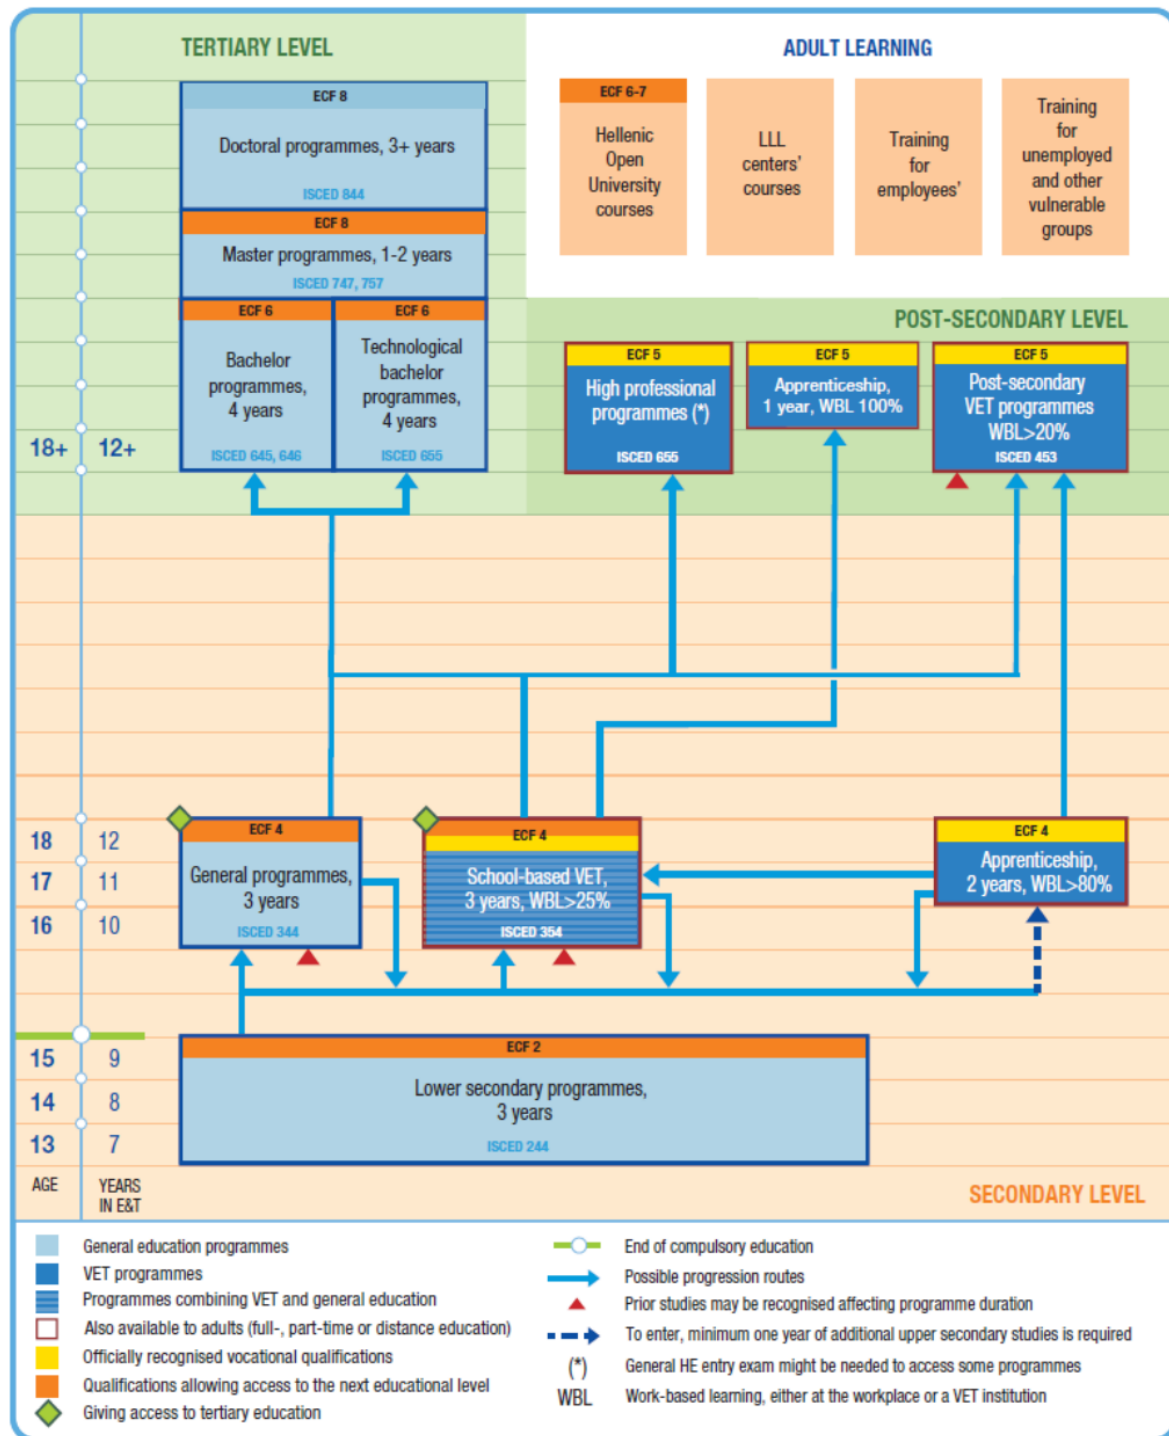 TERTIARY LEVEL
ADULT LEARNING
ECF 8
Doctoral programmes, 3+ years
ISCED 844
ECF 8
Master programmes, 1-2 years
ISCED 747, 757
ECF 6
Bachelor
programmes,
4 years
ISCED 645, 646
ECF 6
Technological
bachelor
programmes,
4 years
ISCED 655
ECF 6-7
Hellenic
Open
University
courses
LLL
centers'
courses
Training
for
employees'
Training
for
unemployed
and other
vulnerable
groups
POST-SECONDARY LEVEL
ECF 5
High professional
programmes (*)
ISCED 655
ECF 5
Apprenticeship,
1 year, WBL 100%
ECF 5
Post-secondary
VET programmes
WBL>20%
ISCED 453
18+ 12+
ECF 4
General programmes,
3 years
ISCED 344
ECF 4
School-based VET,
3 years, WBL>25%
ISCED 354
ECF 4
Apprenticeship,
2 years, WBL>80%
18 12
17 11
16 10
ECF 2
Lower secondary programmes,
3 years
ISCED 244
15 9
14 8
13 7
AGE
YEARS
IN E&T
SECONDARY LEVEL
General education programmes
VET programmes
Programmes combining VET and general education
Also available to adults (full-, part-time or distance education)
Officially recognised vocational qualifications
Qualifications allowing access to the next educational level
Giving access to tertiary education
End of compulsory education
Possible progression routes
Prior studies may be recognised affecting programme duration
To enter, minimum one year of additional upper secondary studies is required
(*) General HE entry exam might be needed to access some programmes
WBL Work-based learning, either at the workplace or a VET institution